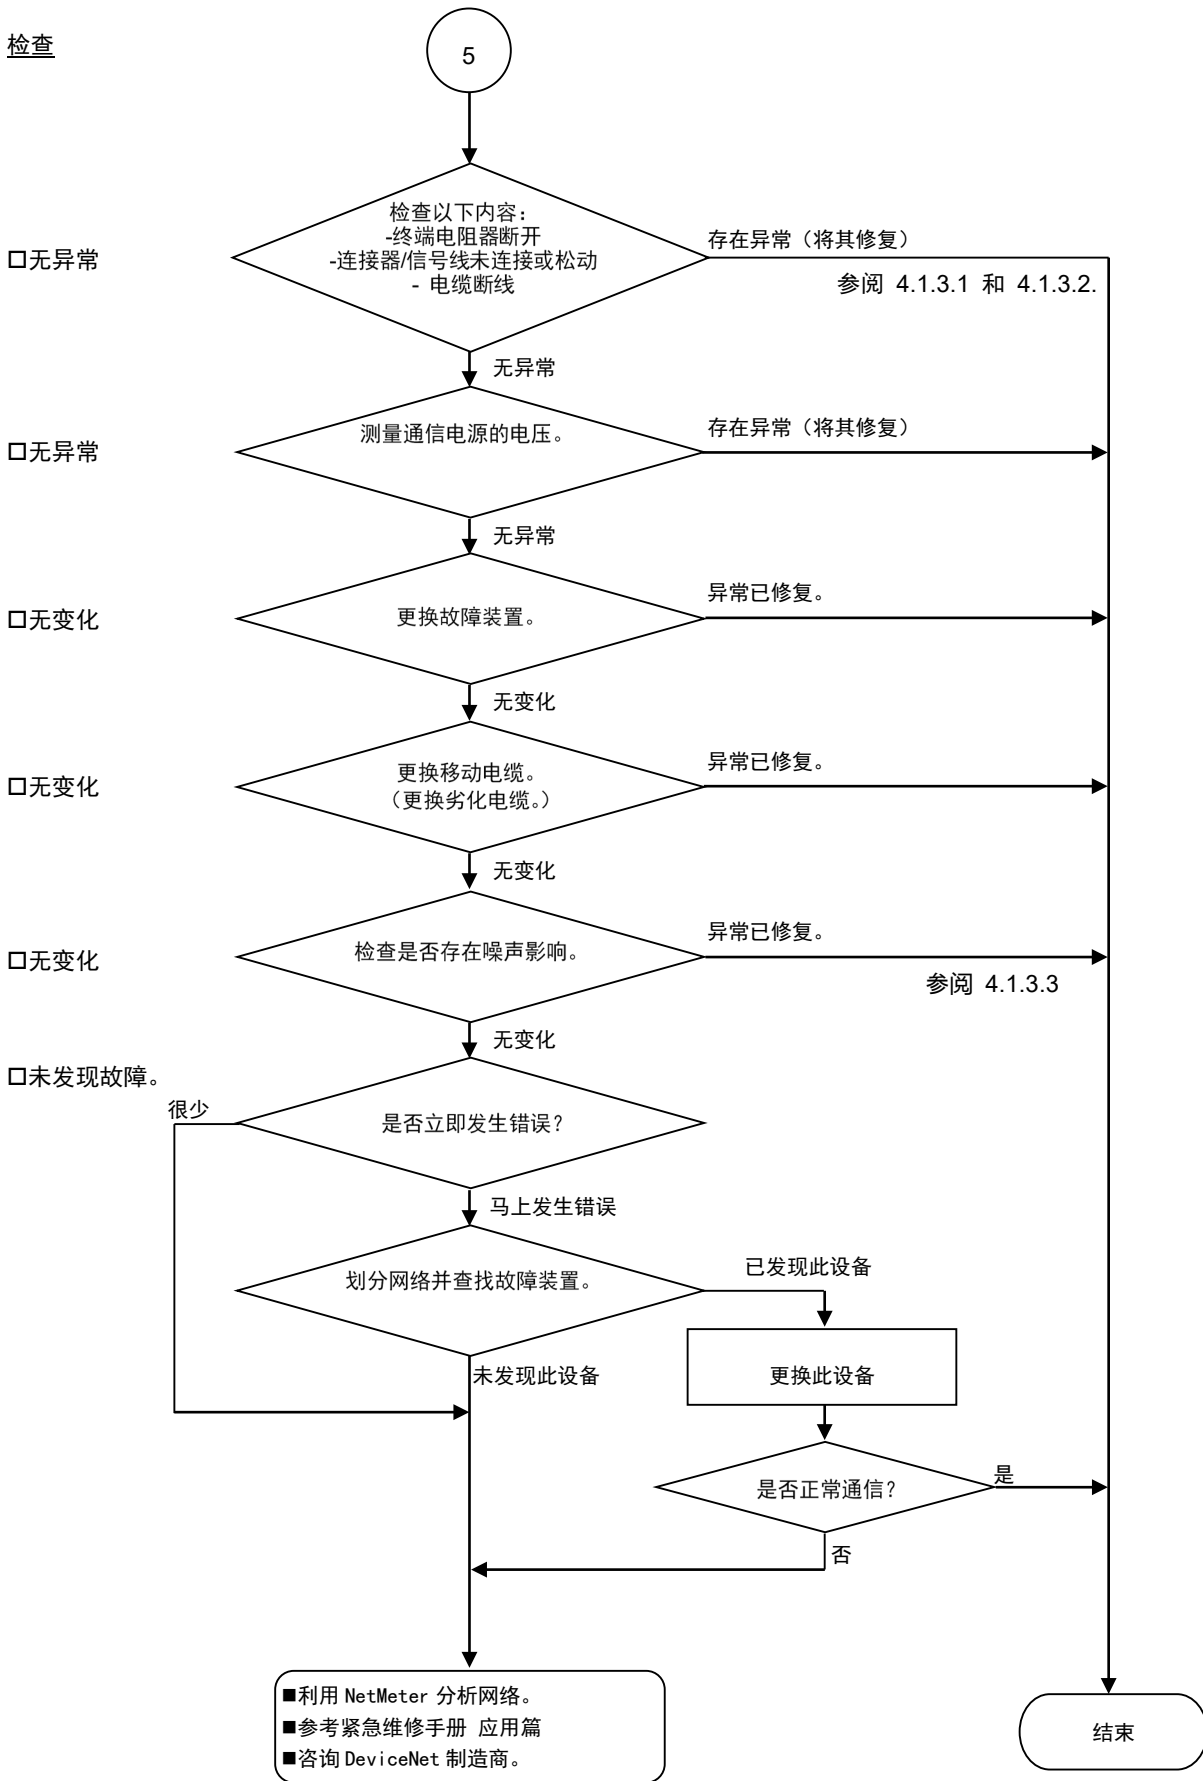 检查
5
检查以下内容：
-终端电阻器断开
-连接器/信号线未连接或松动
- 电缆断线
□无异常
存在异常（将其修复）
参阅 4.1.3.1 和 4.1.3.2.
无异常
测量通信电源的电压。
存在异常（将其修复）
□无异常
无异常
更换故障装置。
异常已修复。
□无变化
无变化
更换移动电缆。
（更换劣化电缆。）
异常已修复。
□无变化
无变化
检查是否存在噪声影响。
异常已修复。
□无变化
参阅 4.1.3.3
无变化
□未发现故障。
很少
是否立即发生错误？
马上发生错误
划分网络并查找故障装置。
已发现此设备
未发现此设备
更换此设备
是否正常通信？
是
否
■利用 NetMeter 分析网络。
■参考紧急维修手册 应用篇
■咨询 DeviceNet 制造商。
结束